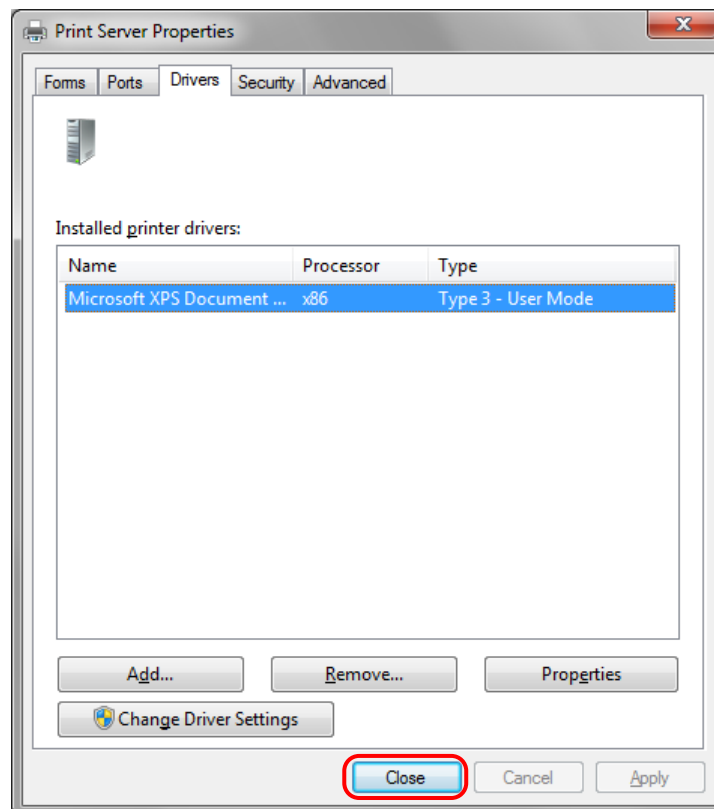 Print Server Properties
Forms Ports Drivers Security Advanced
Installed printer drivers:
Name Processor Type
Microsoft XPS Document ... x86 Type 3 - User Mode
Add... Remove... Properties
Change Driver Settings
Close Cancel Apply